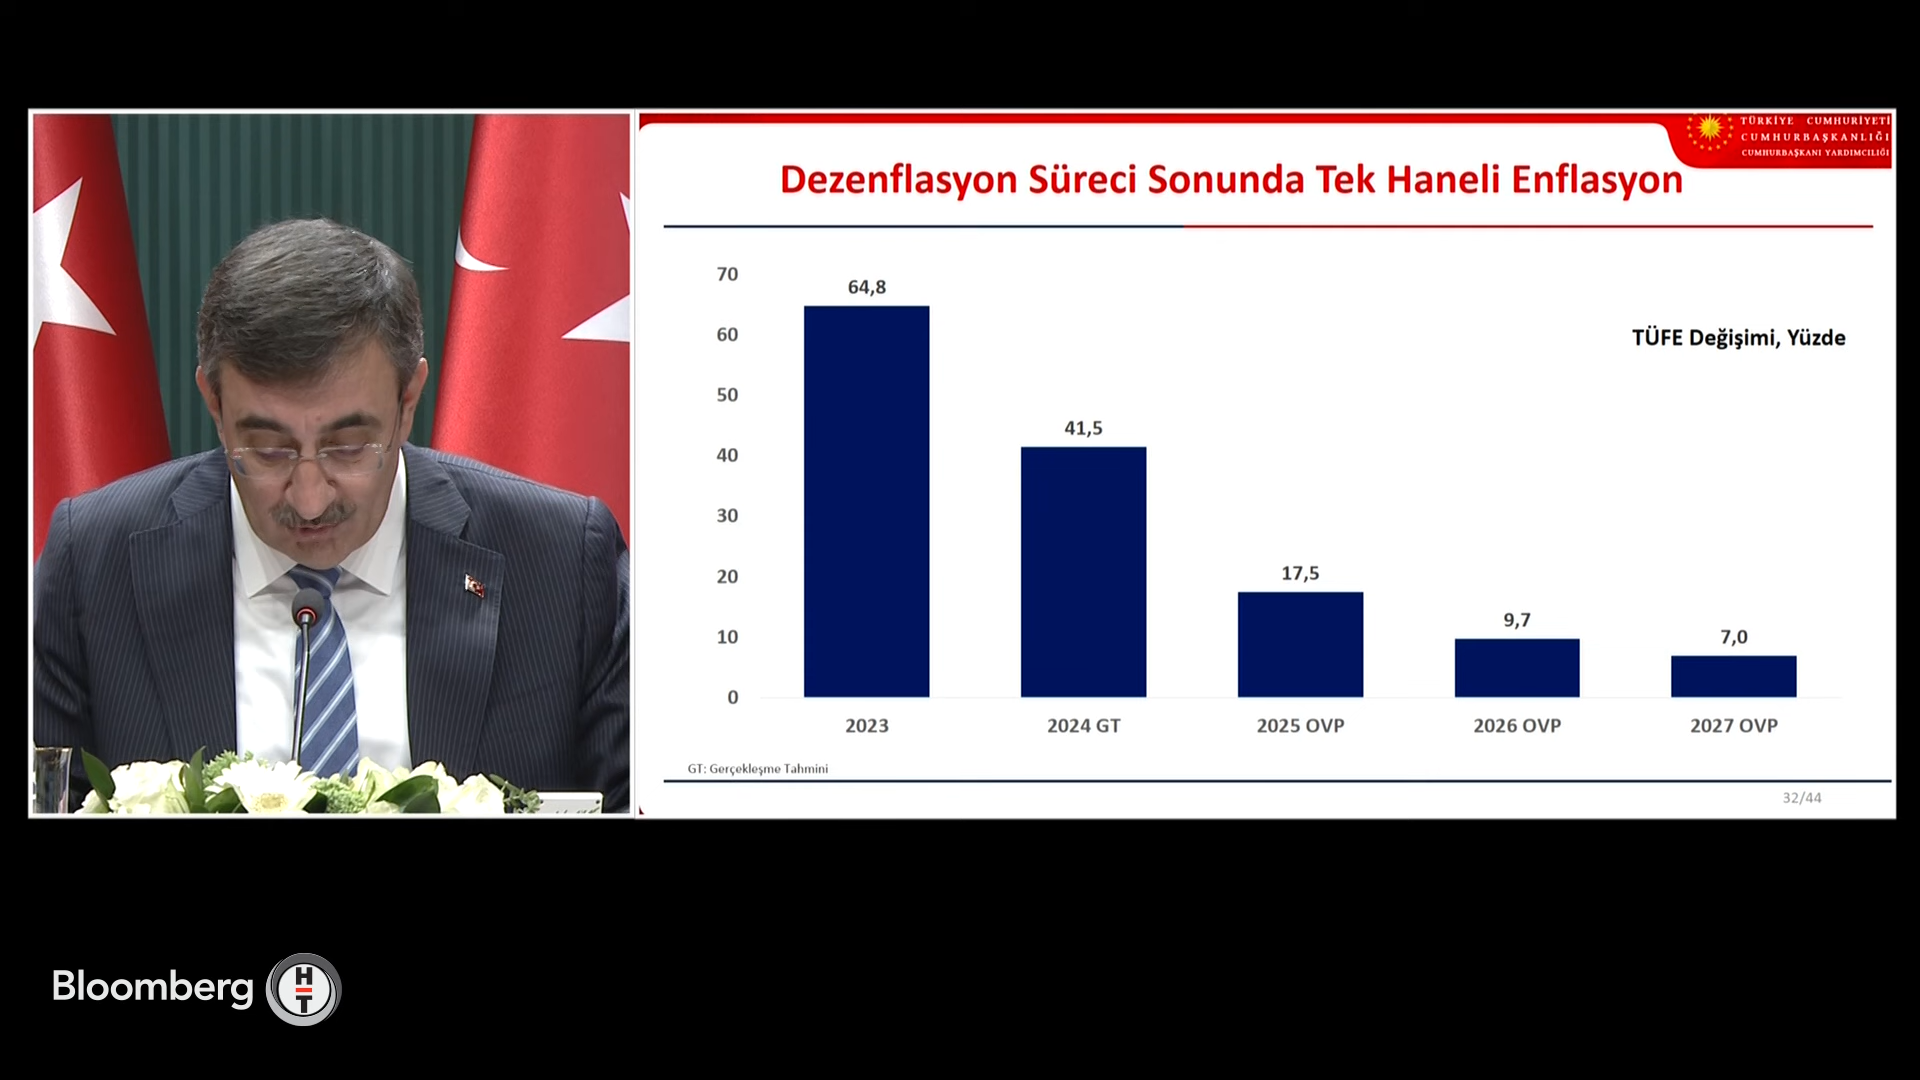 TÜRKİYE CUMHURİYETİ
CUMHURBAŞKANLIĞI
CUMHURBAŞKANI YARDIMCILIĞI
Dezenflasyon Süreci Sonunda Tek Haneli Enflasyon
TÜFE Değişimi, Yüzde
70
60
50
40
30
20
10
0
64,8
41,5
17,5
9,7
7,0
2023
2024 GT
2025 OVP
2026 OVP
2027 OVP
GT: Gerçekleşme Tahmini
32/44
Bloomberg HT